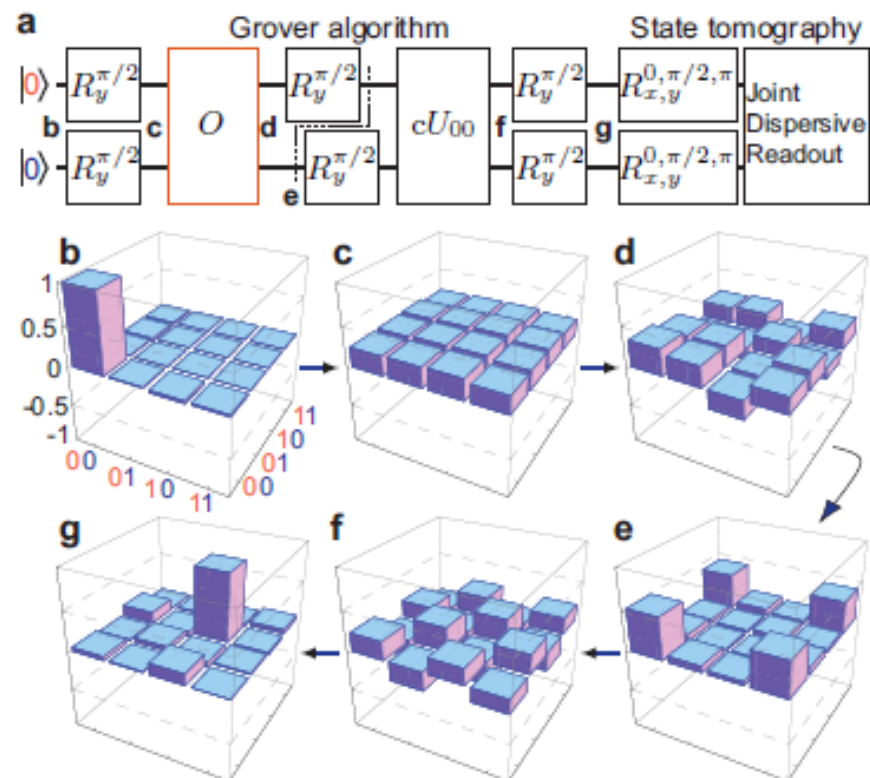 a
Grover algorithm State tomography
|0⟩ R_y^{π/2} O R_y^{π/2} cU_{00} R_y^{π/2} R_{x,y}^{0,π/2,π} Joint
b c d f g Dispersive
|0⟩ R_y^{π/2} R_y^{π/2} R_y^{π/2} R_{x,y}^{0,π/2,π} Readout
e
b c d
1
0.5
0
-0.5
-1
00 01 10 11
00 01 10 11
g f e